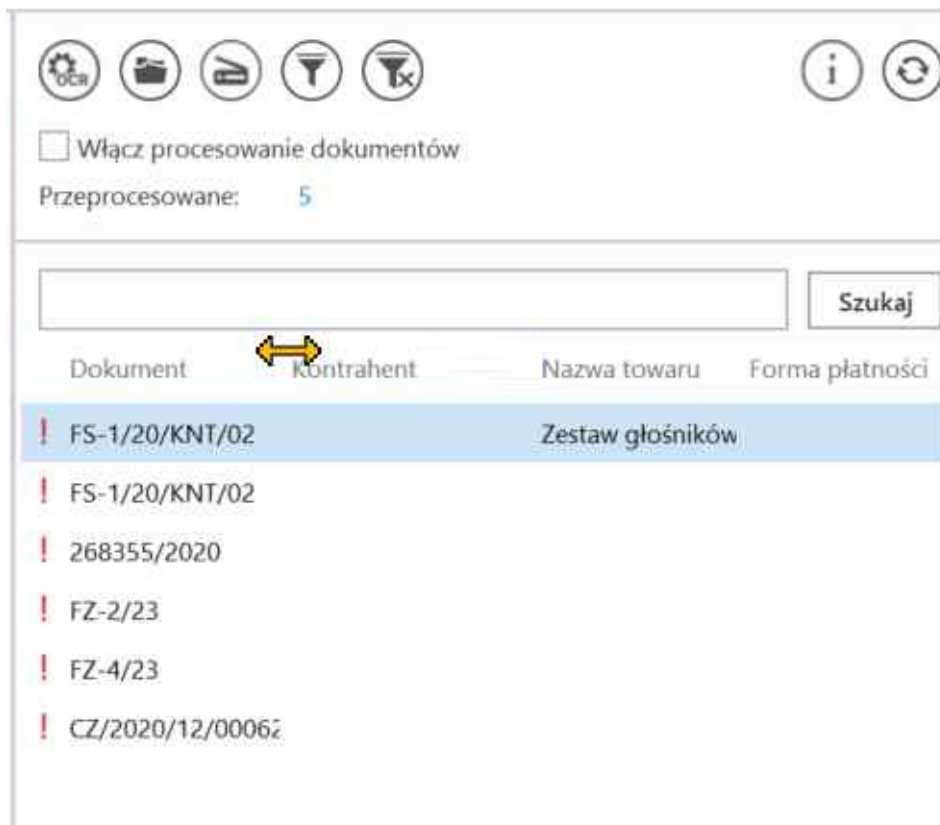 OCR
i
Włącz procesowanie dokumentów
Przeprocesowane: 5
Szukaj
Dokument Kontrahent Nazwa towaru Forma płatności
! FS-1/20/KNT/02 Zestaw głośników
! FS-1/20/KNT/02
! 268355/2020
! FZ-2/23
! FZ-4/23
! CZ/2020/12/00062